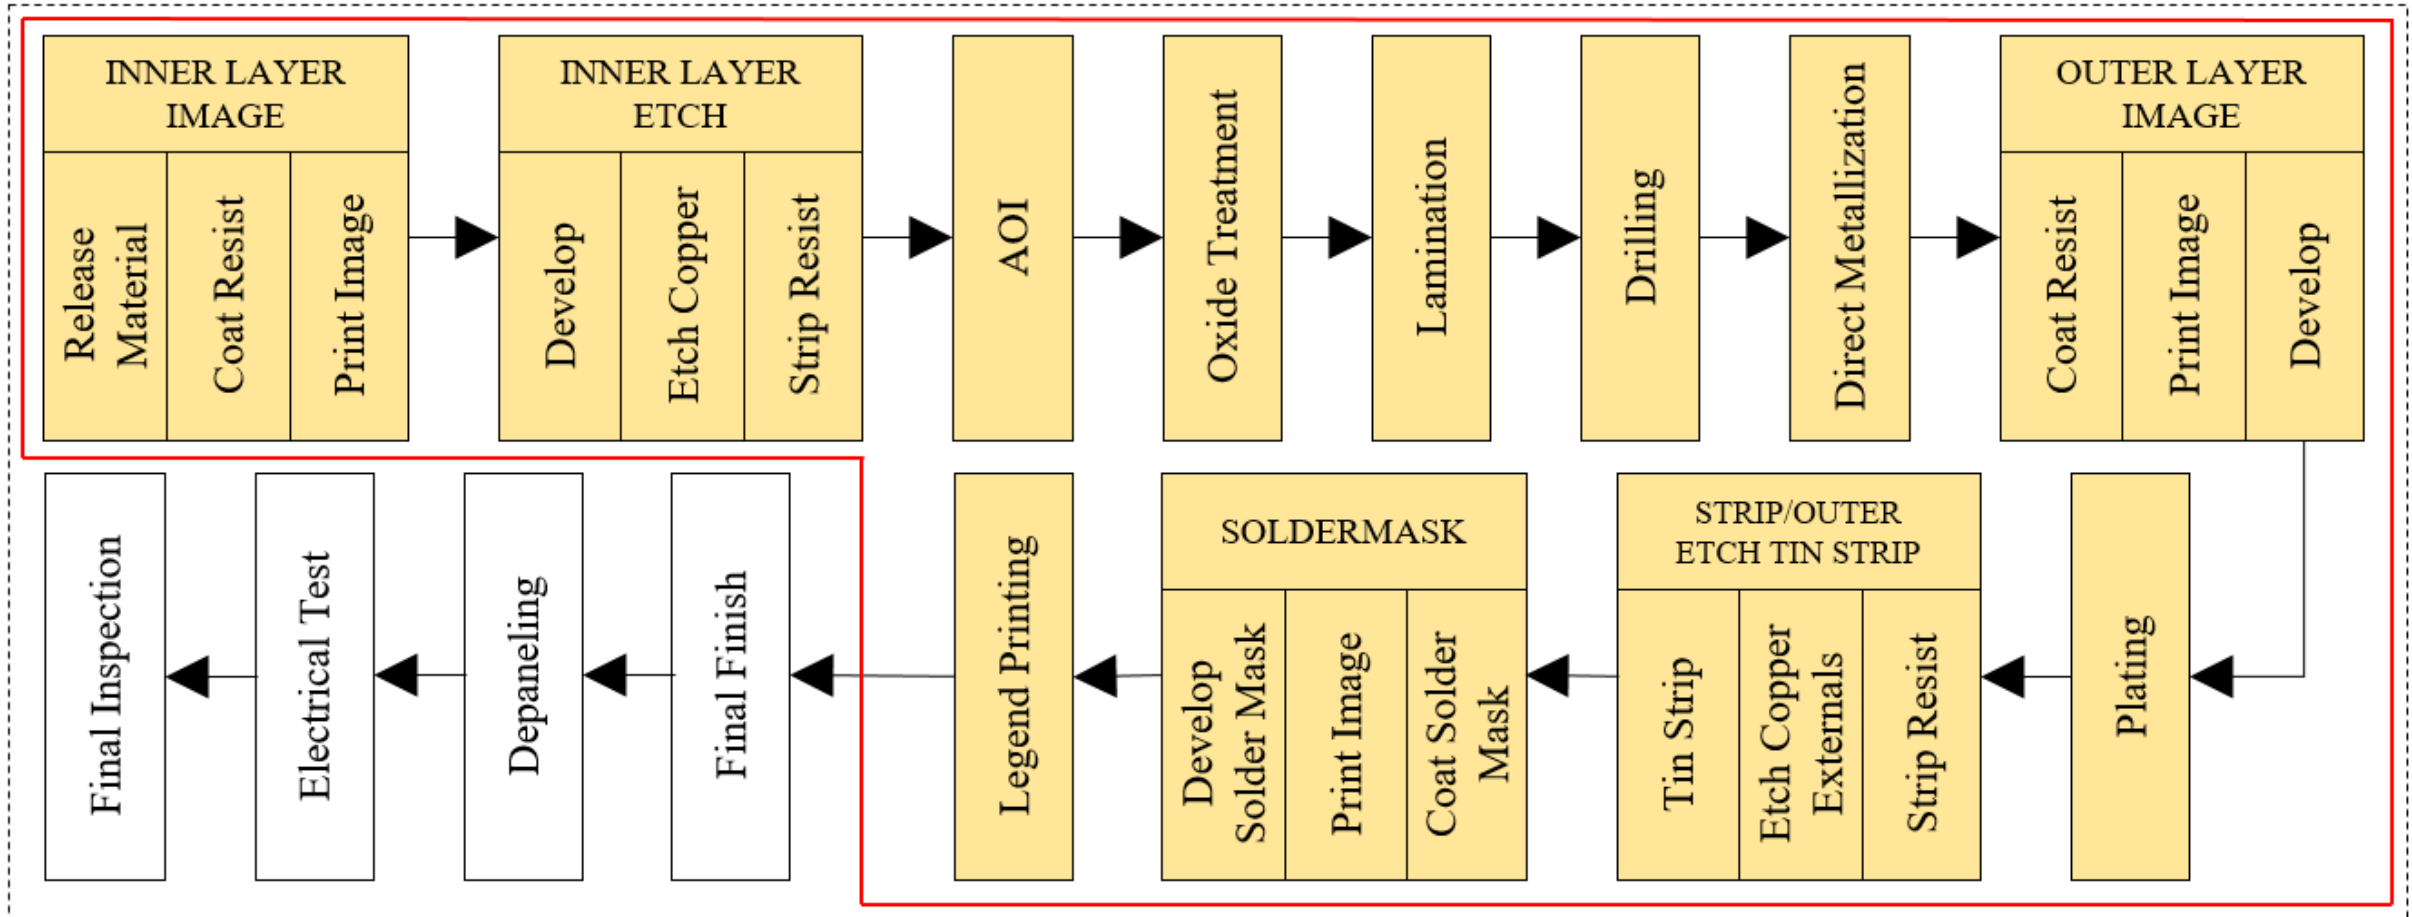 INNER LAYER
IMAGE
Release
Material
Coat Resist
Print Image
INNER LAYER
ETCH
Develop
Etch Copper
Strip Resist
AOI
Oxide Treatment
Lamination
Drilling
Direct Metallization
OUTER LAYER
IMAGE
Coat Resist
Print Image
Develop
Final Inspection
Electrical Test
Depaneling
Final Finish
Legend Printing
SOLDERMASK
Develop
Solder Mask
Print Image
Coat Solder
Mask
STRIP/OUTER
ETCH TIN STRIP
Tin Strip
Etch Copper
Externals
Strip Resist
Plating